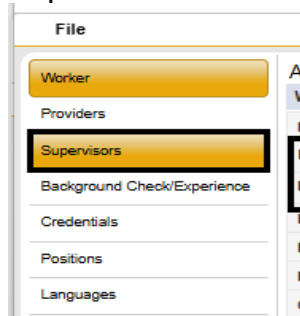 File
Worker
Providers
Supervisors
Background Check/Experience
Credentials
Positions
Languages